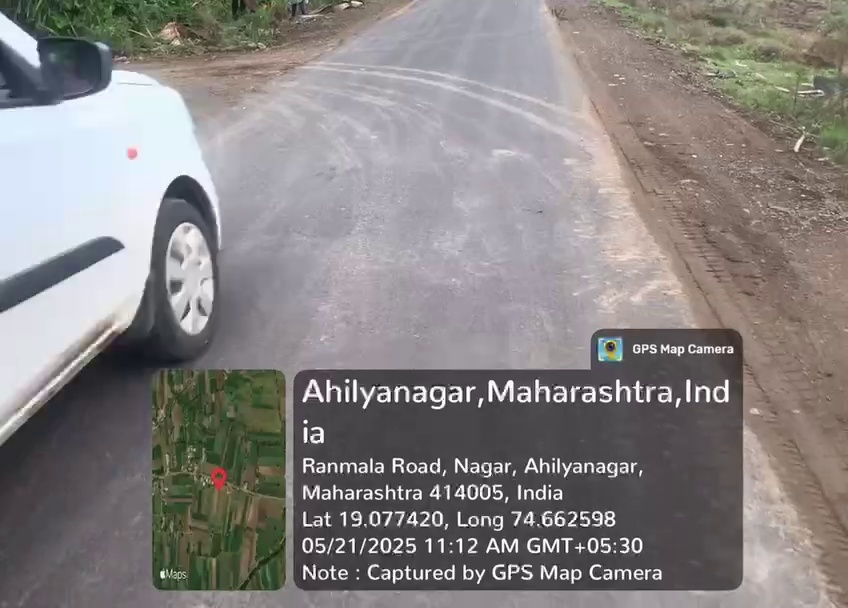 GPS Map Camera
Ahilyanagar,Maharashtra,Ind
ia
Ranmala Road, Nagar, Ahilyanagar,
Maharashtra 414005, India
Lat 19.077420, Long 74.662598
05/21/2025 11:12 AM GMT+05:30
Note : Captured by GPS Map Camera
Maps